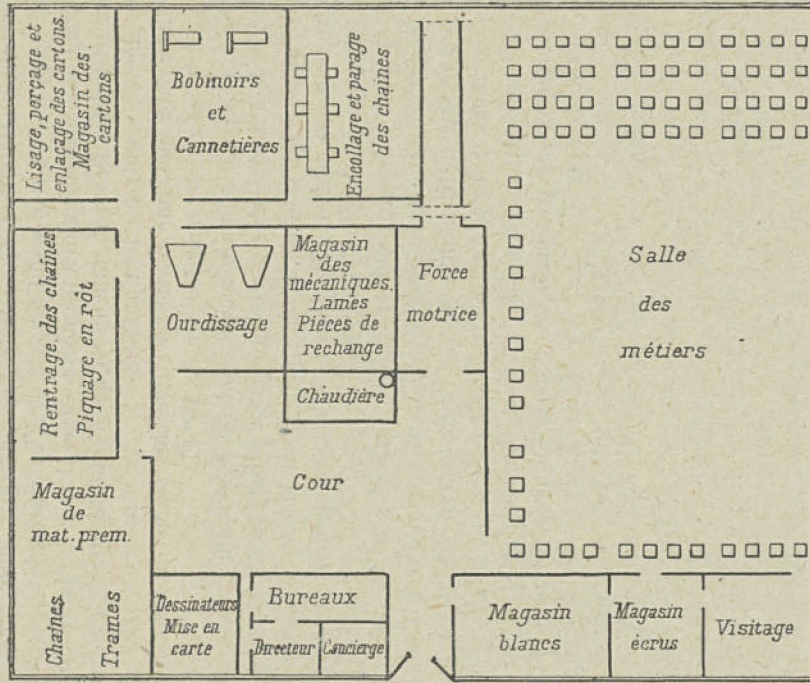 Lisage, perçage et
enlaçage des cartons.
Magasin des
cartons
Bobinoirs
et
Cannetières
Encollage et parage
des chaines
Rentrage des chaînes
Piquage en rôt
Ourdissage
Magasin
des
mécaniques,
Lames
Pièces de
rechange
Force
motrice
Salle
des
métiers
Chaudière
Cour
Magasin
de
mat. prem.
Chaînes
Trames
Dessinateurs
Mise en
carte
Bureaux
Directeur
Concierge
Magasin
blancs
Magasin
écrus
Visitage